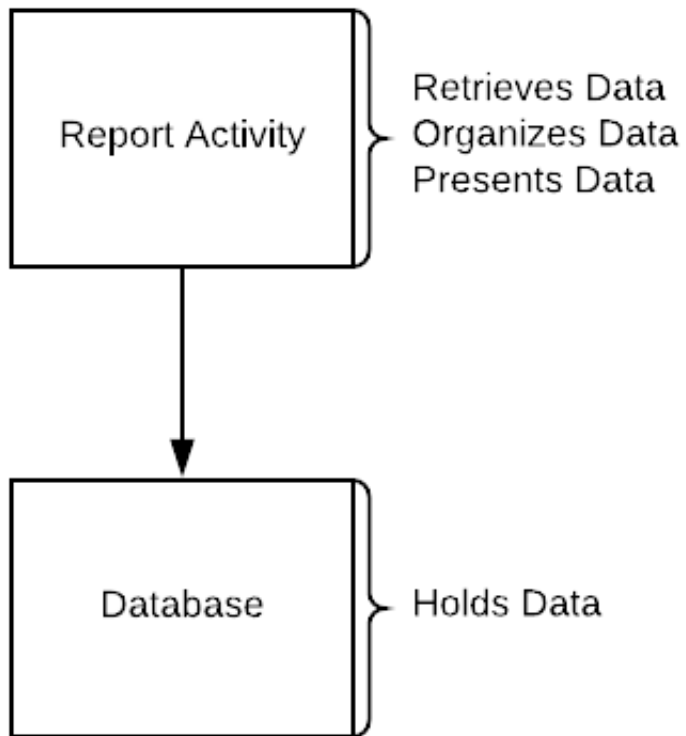 Report Activity
Retrieves Data
Organizes Data
Presents Data
Database
Holds Data